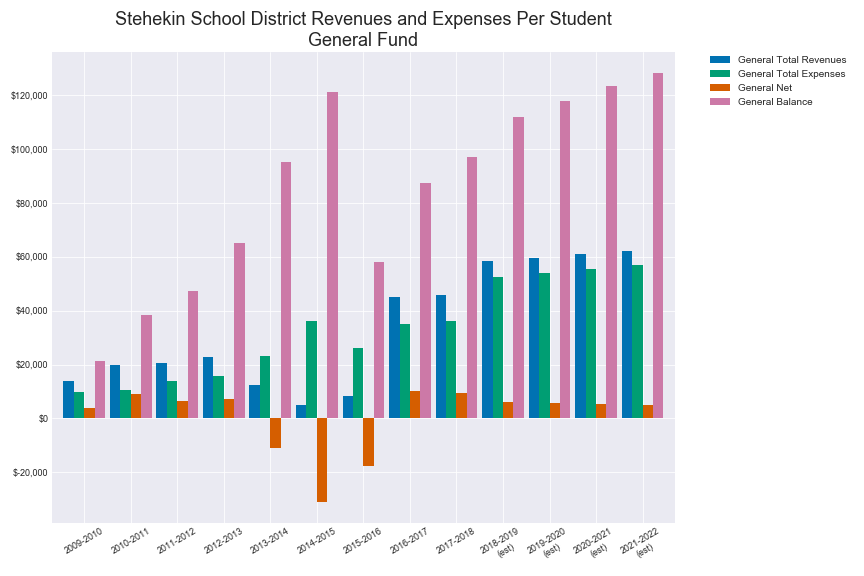 Stehekin School District Revenues and Expenses Per Student
General Fund
General Total Revenues
General Total Expenses
General Net
General Balance
$120,000
$100,000
$80,000
$60,000
$40,000
$20,000
$0
$-20,000
2009-2010
2010-2011
2011-2012
2012-2013
2013-2014
2014-2015
2015-2016
2016-2017
2017-2018
2018-2019
(est)
2019-2020
(est)
2020-2021
(est)
2021-2022
(est)